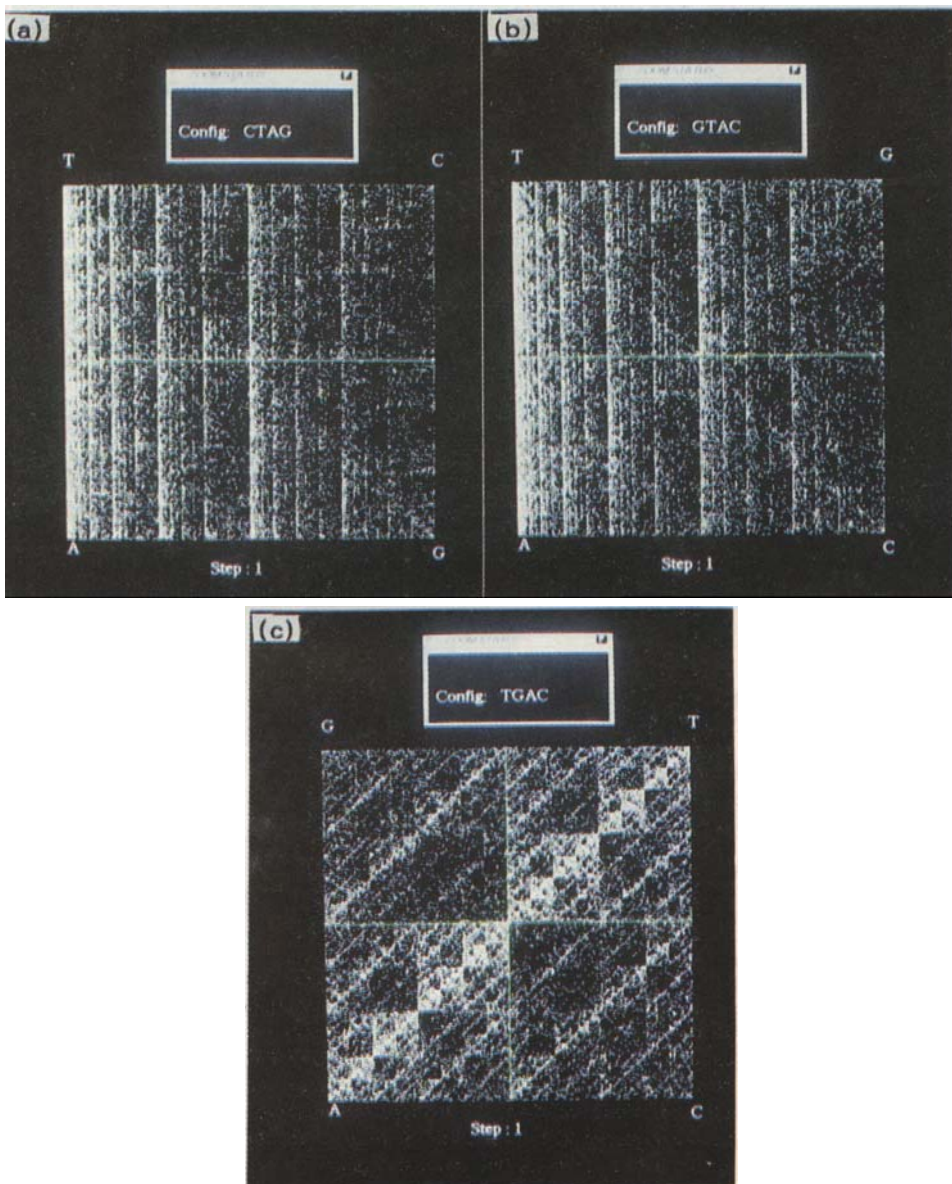 (a)
Config: CTAG
T C
A G
Step : 1
(b)
Config: GTAC
T G
A C
Step : 1
(c)
Config: TGAC
G T
A C
Step : 1